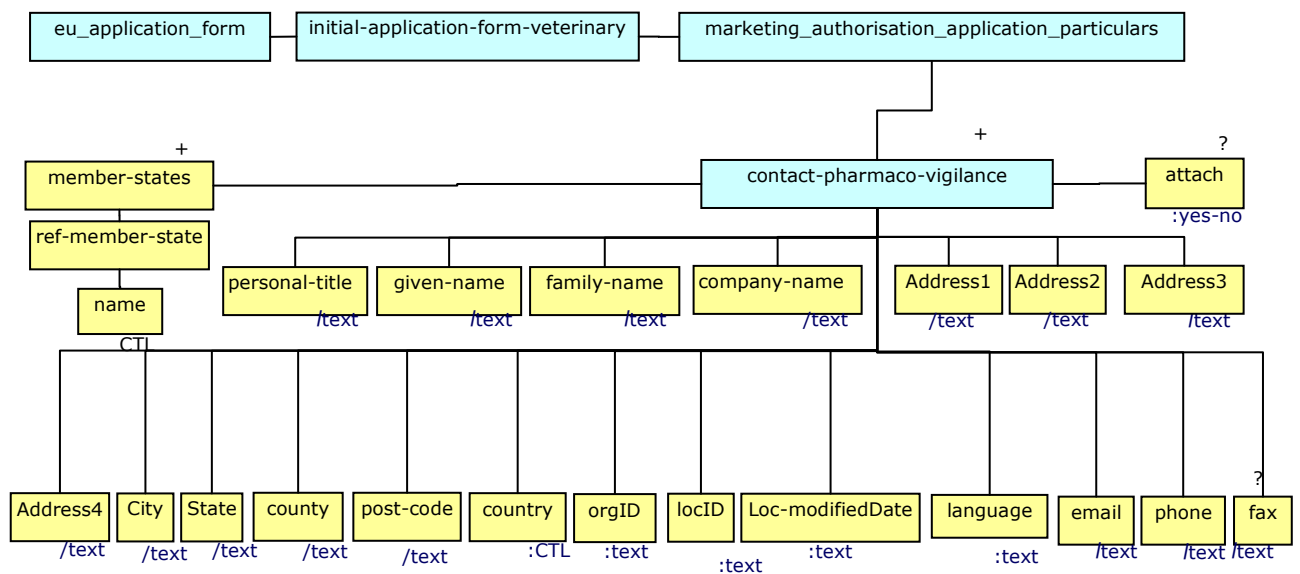 eu_application_form
initial-application-form-veterinary
marketing_authorisation_application_particulars
+
+
?
member-states
contact-pharmaco-vigilance
attach
:yes-no
ref-member-state
personal-title
given-name
family-name
company-name
Address1
Address2
Address3
name
/text
/text
/text
/text
/text
/text
/text
CTL
?
Address4
City
State
county
post-code
country
orgID
locID
Loc-modifiedDate
language
email
phone
fax
/text
/text
/text
/text
/text
:CTL
:text
:text
:text
:text
/text
/text
/text